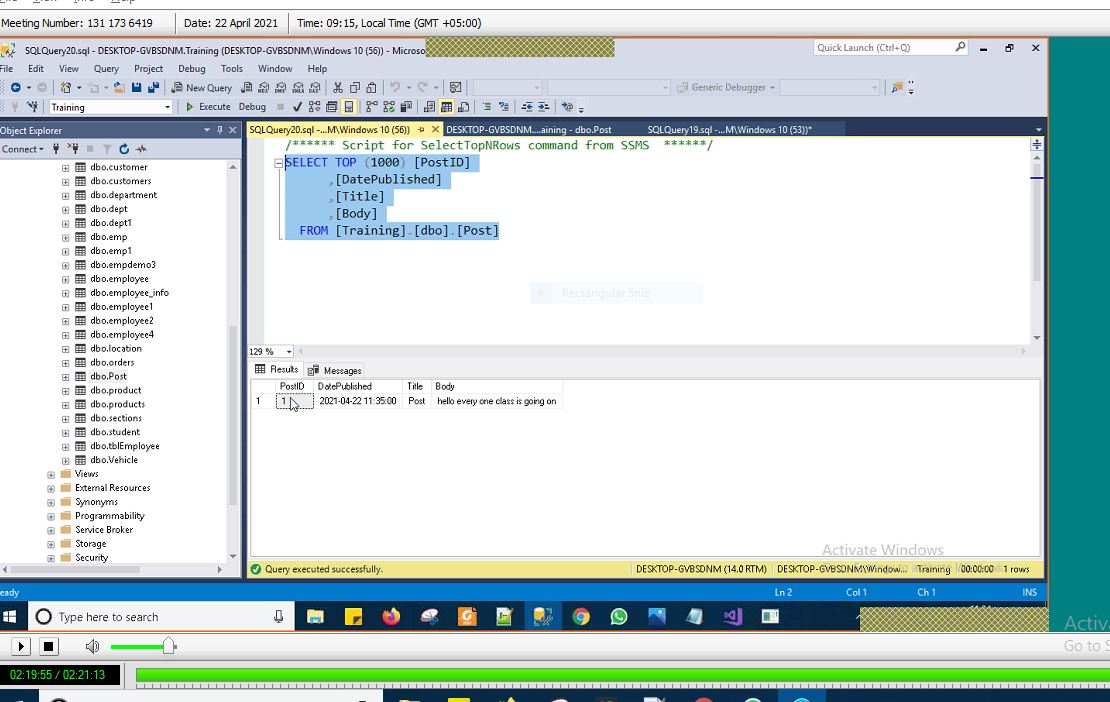 Meeting Number: 131 173 6419 Date: 22 April 2021 Time: 09:15, Local Time (GMT +05:00)
SQLQuery20.sql - DESKTOP-GVBSDNM.Training (DESKTOP-GVBSDNM\Windows 10 (56)) - Microso
Quick Launch (Ctrl+Q)
File Edit View Query Project Debug Tools Window Help
New Query Generic Debugger
Training Execute Debug
Object Explorer
SQLQuery20.sql -...M\Windows 10 (56)) DESKTOP-GVBSDNM....aining - dbo.Post SQLQuery19.sql -...M\Windows 10 (53))*
Connect
/****** Script for SelectTopNRows command from SSMS ******/
SELECT TOP (1000) [PostID]
,[DatePublished]
,[Title]
,[Body]
FROM [Training].[dbo].[Post]
dbo.customer
dbo.customers
dbo.department
dbo.dept
dbo.dept1
dbo.emp
dbo.emp1
dbo.empdemo3
dbo.employee
dbo.employee_info
dbo.employee1
dbo.employee2
dbo.employee4
dbo.location
dbo.orders
dbo.Post
dbo.product
dbo.products
dbo.sections
dbo.student
dbo.tblEmployee
dbo.Vehicle
Views
External Resources
Synonyms
Programmability
Service Broker
Storage
Security
Rectangular Snip
129 %
Results Messages
PostID DatePublished Title Body
1 1 2021-04-22 11:35:00 Post hello every one class is going on
Activate Windows
Query executed successfully. DESKTOP-GVBSDNM (14.0 RTM) DESKTOP-GVBSDNM\Window... Training 00:00:00 1 rows
eady Ln 2 Col 1 Ch 1 INS
Type here to search
Activa
Go to S
02:19:55 / 02:21:13